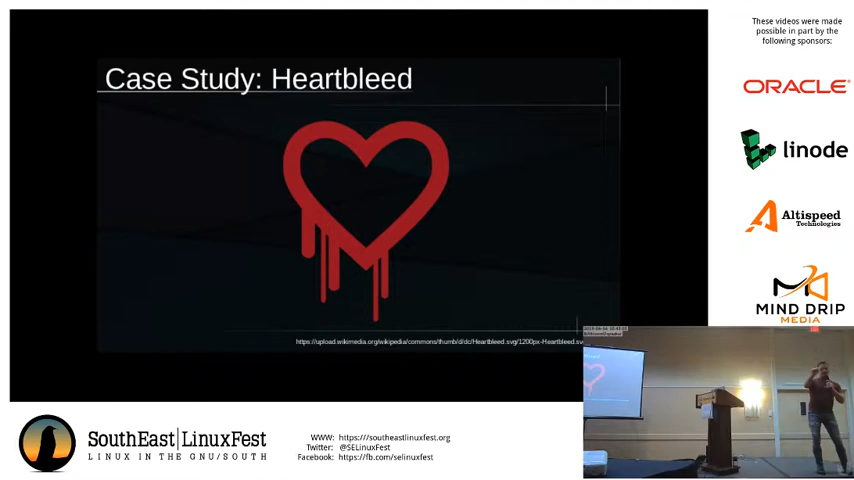 These videos were made
possible in part by the
following sponsors:
Case Study: Heartbleed
ORACLE
linode
Altispeed
Technologies
MIND DRIP
MEDIA
https://upload.wikimedia.org/wikipedia/commons/thumb/d/dc/Heartbleed.svg/1200px-Heartbleed.sv
SouthEast|LinuxFest
LINUX IN THE GNU/SOUTH
WWW: https:///southeastlinuxfest.org
Twitter: @SELinuxFest
Facebook: https://fb.com/selinuxfest